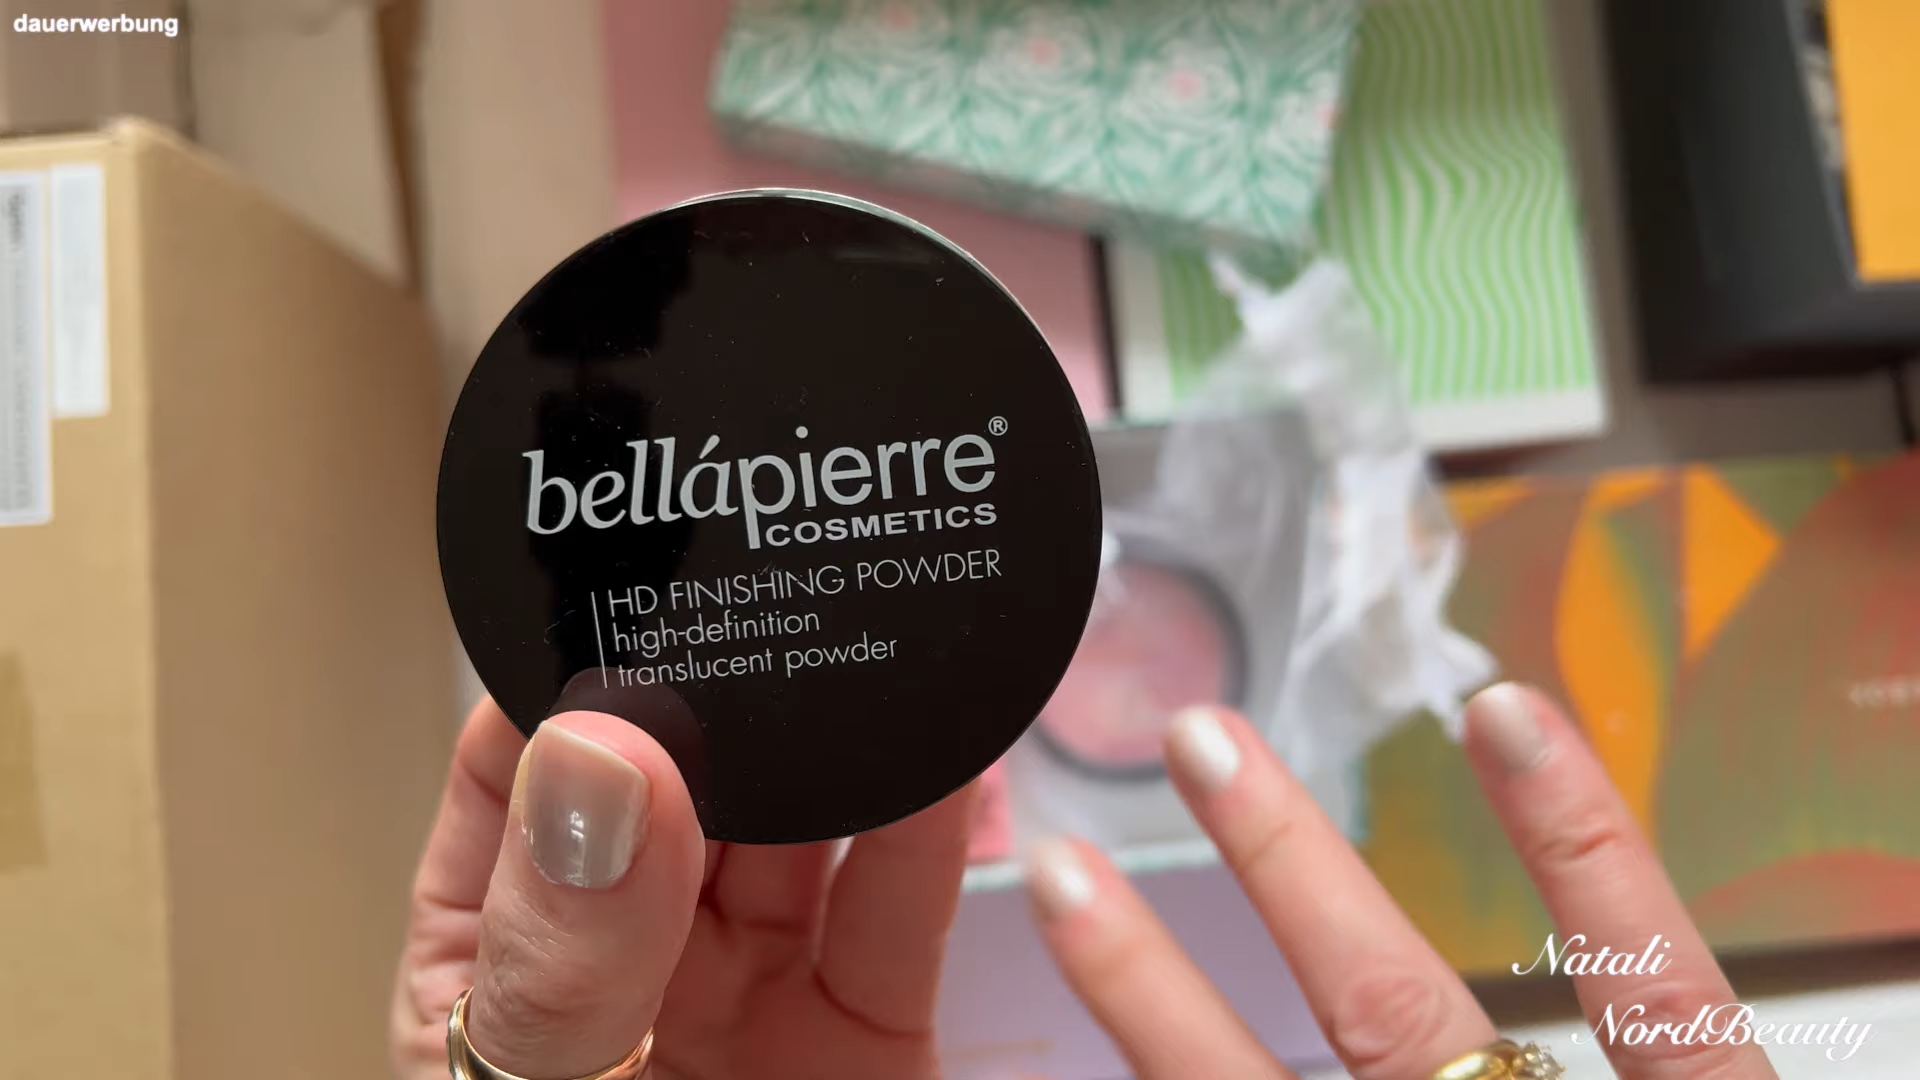 dauerwerbung
bellápierre®
COSMETICS
HD FINISHING POWDER
high-definition
translucent powder
Natali
NordBeauty